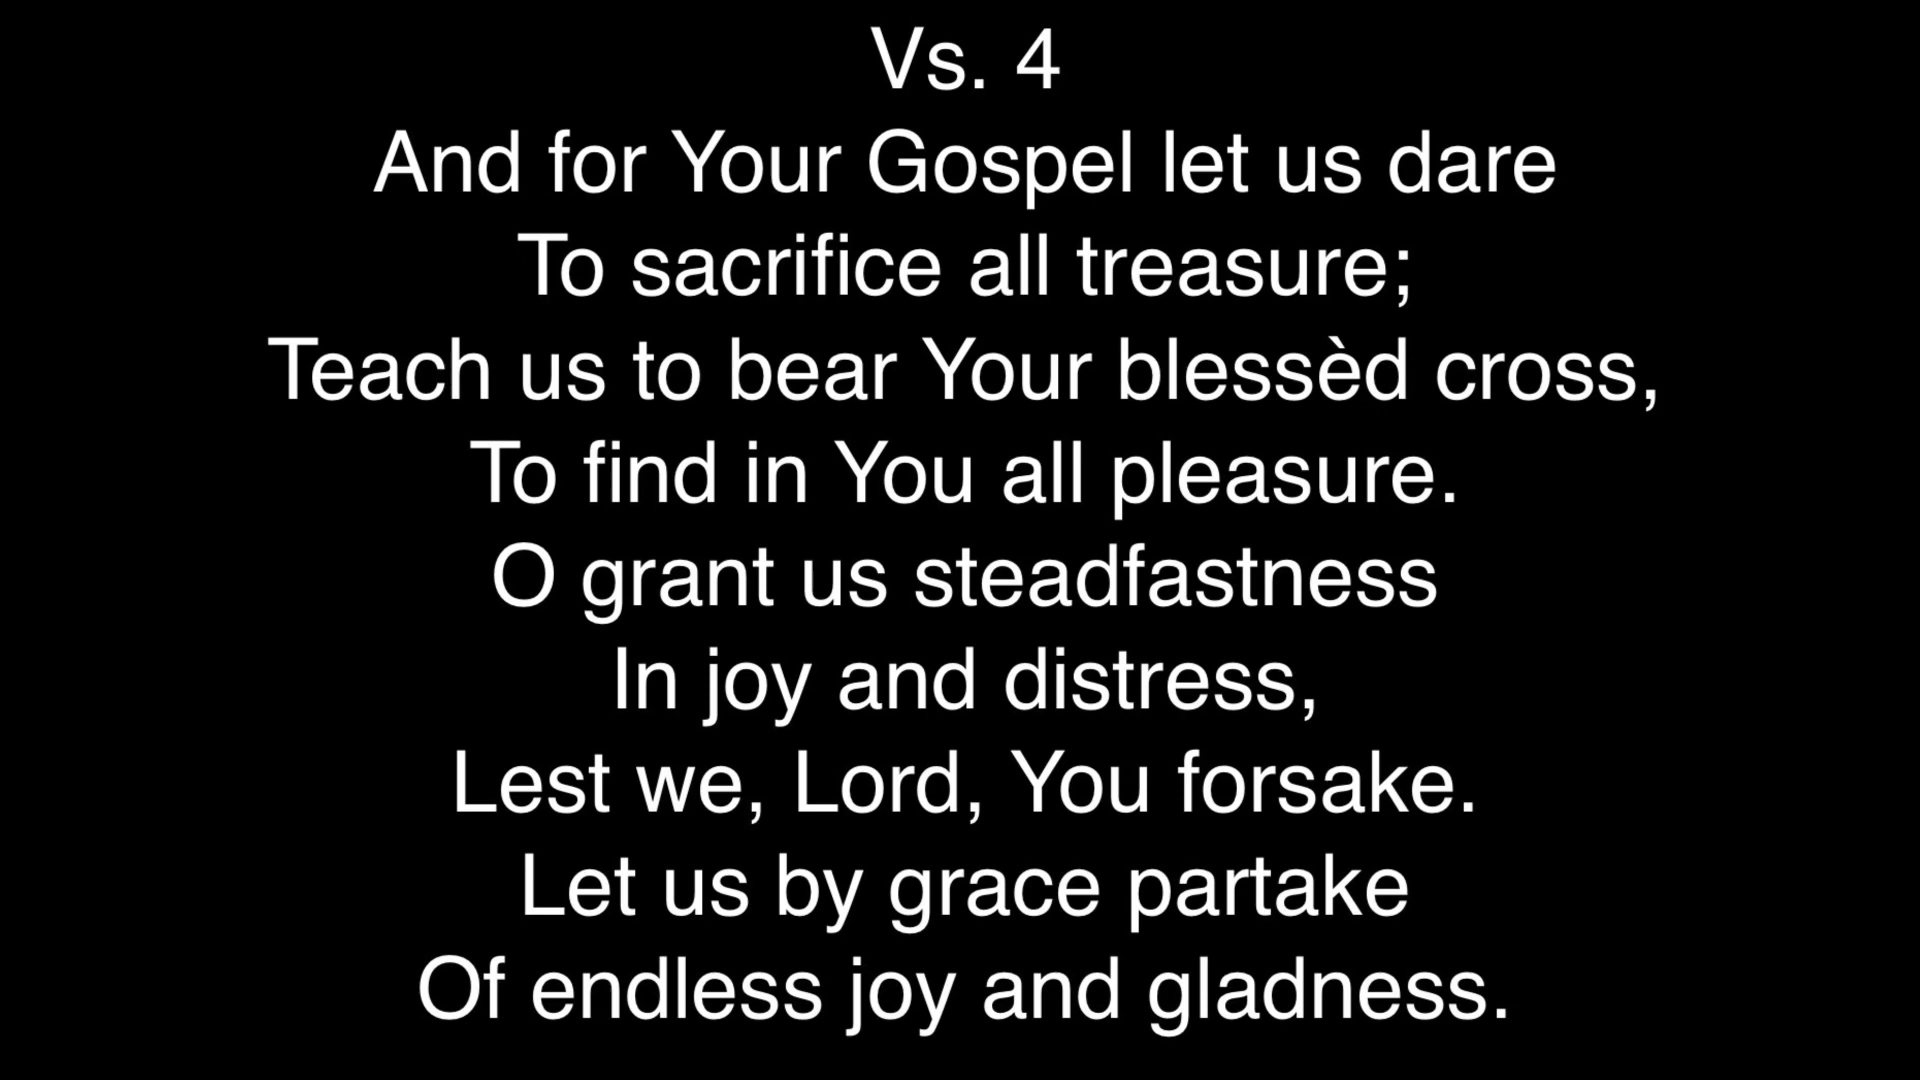 Vs. 4
And for Your Gospel let us dare
To sacrifice all treasure;
Teach us to bear Your blessèd cross,
To find in You all pleasure.
O grant us steadfastness
In joy and distress,
Lest we, Lord, You forsake.
Let us by grace partake
Of endless joy and gladness.